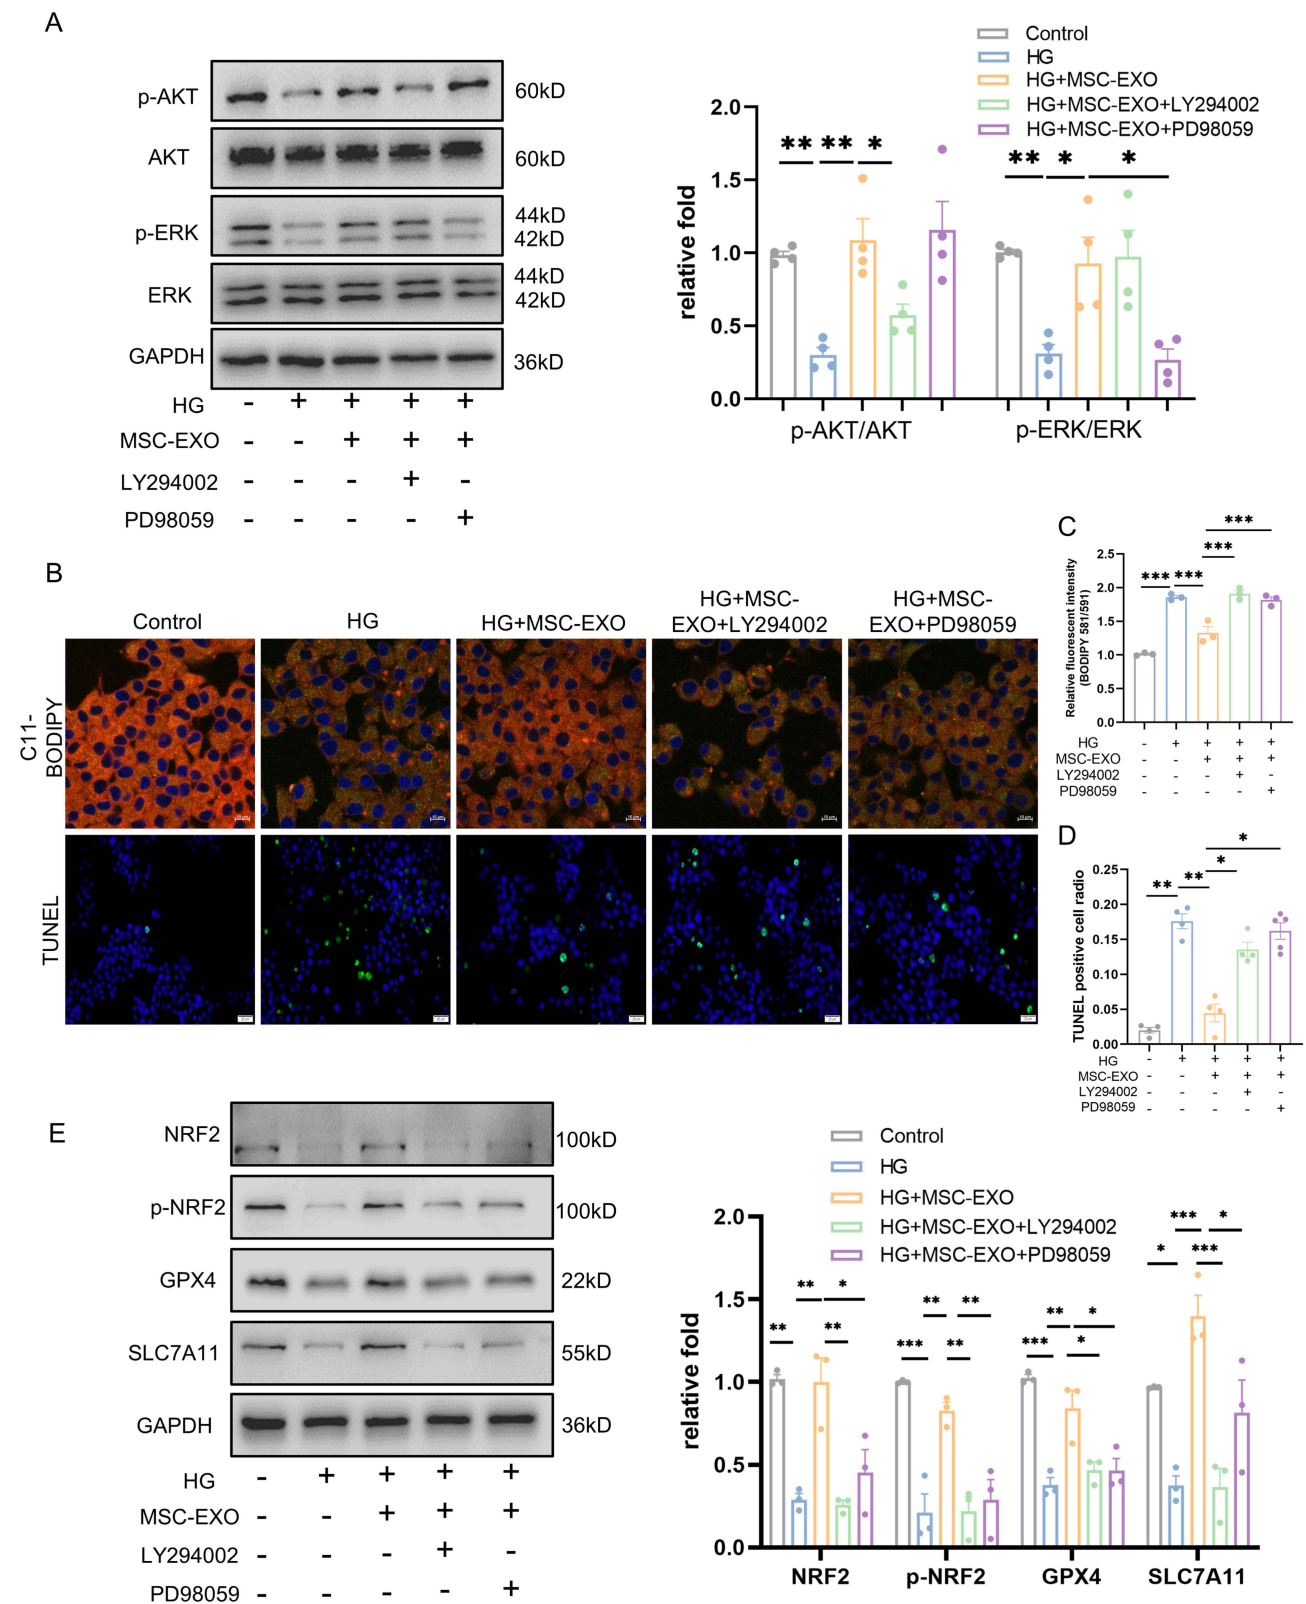 A
p-AKT
60kD
AKT
60kD
p-ERK
44kD
42kD
ERK
44kD
42kD
GAPDH
36kD
HG - + + + +
MSC-EXO - - + + +
LY294002 - - - + -
PD98059 - - - - +
Control
HG
HG+MSC-EXO
HG+MSC-EXO+LY294002
HG+MSC-EXO+PD98059
relative fold
2.0
1.5
1.0
0.5
0.0
** ** *
** * *
p-AKT/AKT
p-ERK/ERK
B
Control
HG
HG+MSC-EXO
HG+MSC-
EXO+LY294002
HG+MSC-
EXO+PD98059
C11-
BODIPY
TUNEL
C
Relative fluorescent intensity
(BODIPY 581/591)
2.5
2.0
1.5
1.0
0.5
0.0
***
***
*** ***
HG - + + + +
MSC-EXO - - + + +
LY294002 - - - + -
PD98059 - - - - +
D
TUNEL positive cell radio
0.25
0.20
0.15
0.10
0.05
0.00
*
*
** **
HG - + + + +
MSC-EXO - - + + +
LY294002 - - - + -
PD98059 - - - - +
E
NRF2
100kD
p-NRF2
100kD
GPX4
22kD
SLC7A11
55kD
GAPDH
36kD
HG - + + + +
MSC-EXO - - + + +
LY294002 - - - + -
PD98059 - - - - +
Control
HG
HG+MSC-EXO
HG+MSC-EXO+LY294002
HG+MSC-EXO+PD98059
relative fold
2.0
1.5
1.0
0.5
0.0
** *
** **
** **
*** **
** *
*** *
*** *
* ***
NRF2
p-NRF2
GPX4
SLC7A11